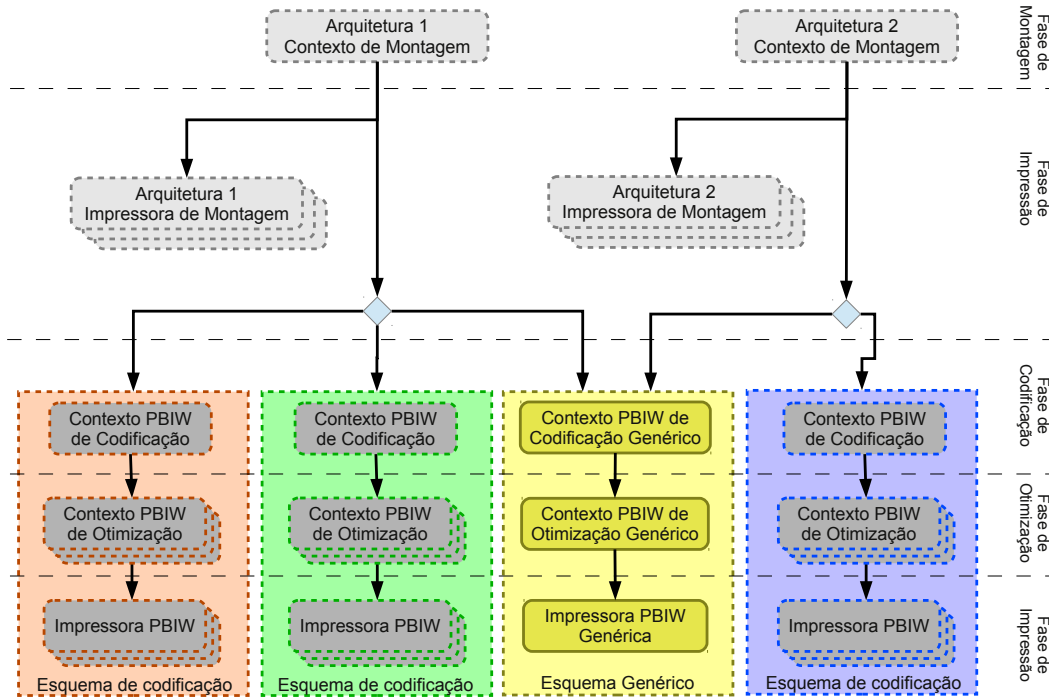 Arquitetura 1
Contexto de Montagem
Arquitetura 2
Contexto de Montagem
Fase de
Montagem
Arquitetura 1
Impressora de Montagem
Arquitetura 2
Impressora de Montagem
Fase de
Impressão
Contexto PBIW
de Codificação
Contexto PBIW
de Codificação
Contexto PBIW de
Codificação Genérico
Contexto PBIW
de Codificação
Fase de
Codificação
Contexto PBIW
de Otimização
Contexto PBIW
de Otimização
Contexto PBIW de
Otimização Genérico
Contexto PBIW
de Otimização
Fase de
Otimização
Impressora PBIW
Impressora PBIW
Impressora PBIW
Genérica
Impressora PBIW
Fase de
Impressão
Esquema de codificação
Esquema de codificação
Esquema Genérico
Esquema de codificação